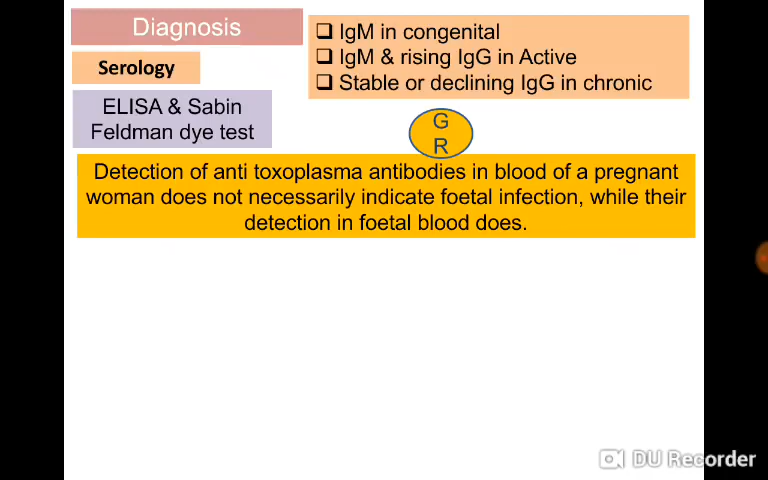 Diagnosis
Serology
ELISA & Sabin
Feldman dye test
IgM in congenital
IgM & rising IgG in Active
Stable or declining IgG in chronic
G
R
Detection of anti toxoplasma antibodies in blood of a pregnant
woman does not necessarily indicate foetal infection, while their
detection in foetal blood does.
DU Recorder